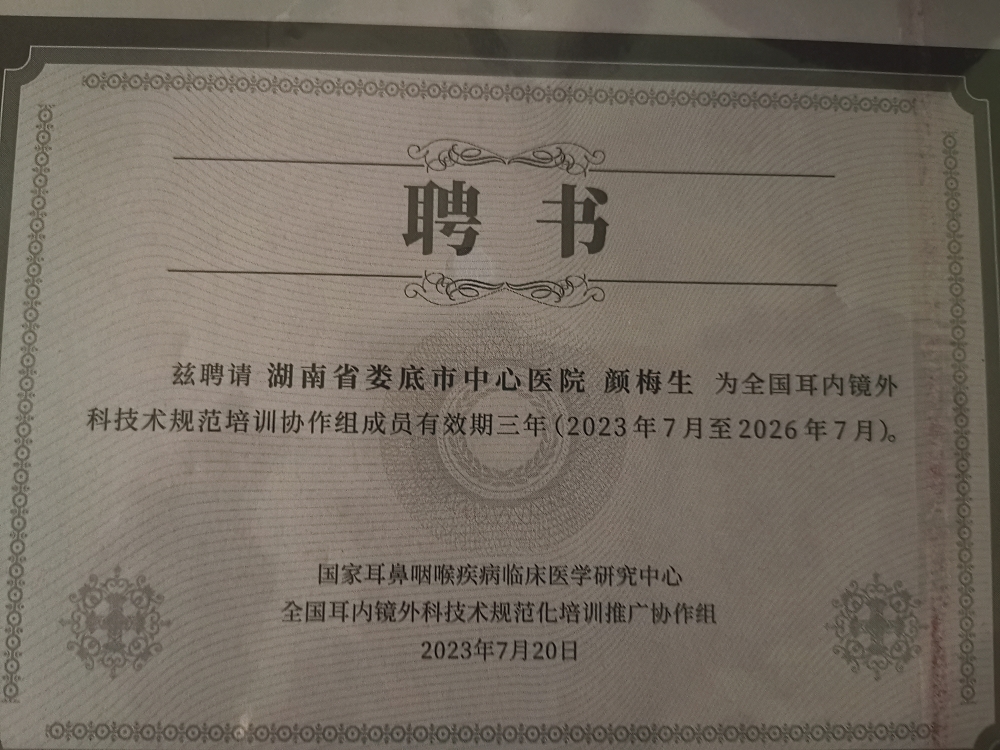 聘 书
兹聘请 湖南省娄底市中心医院 颜梅生 为全国耳内镜外
科技术规范培训协作组成员有效期三年(2023年7月至2026年7月)。
国家耳鼻咽喉疾病临床医学研究中心
全国耳内镜外科技术规范化培训推广协作组
2023年7月20日